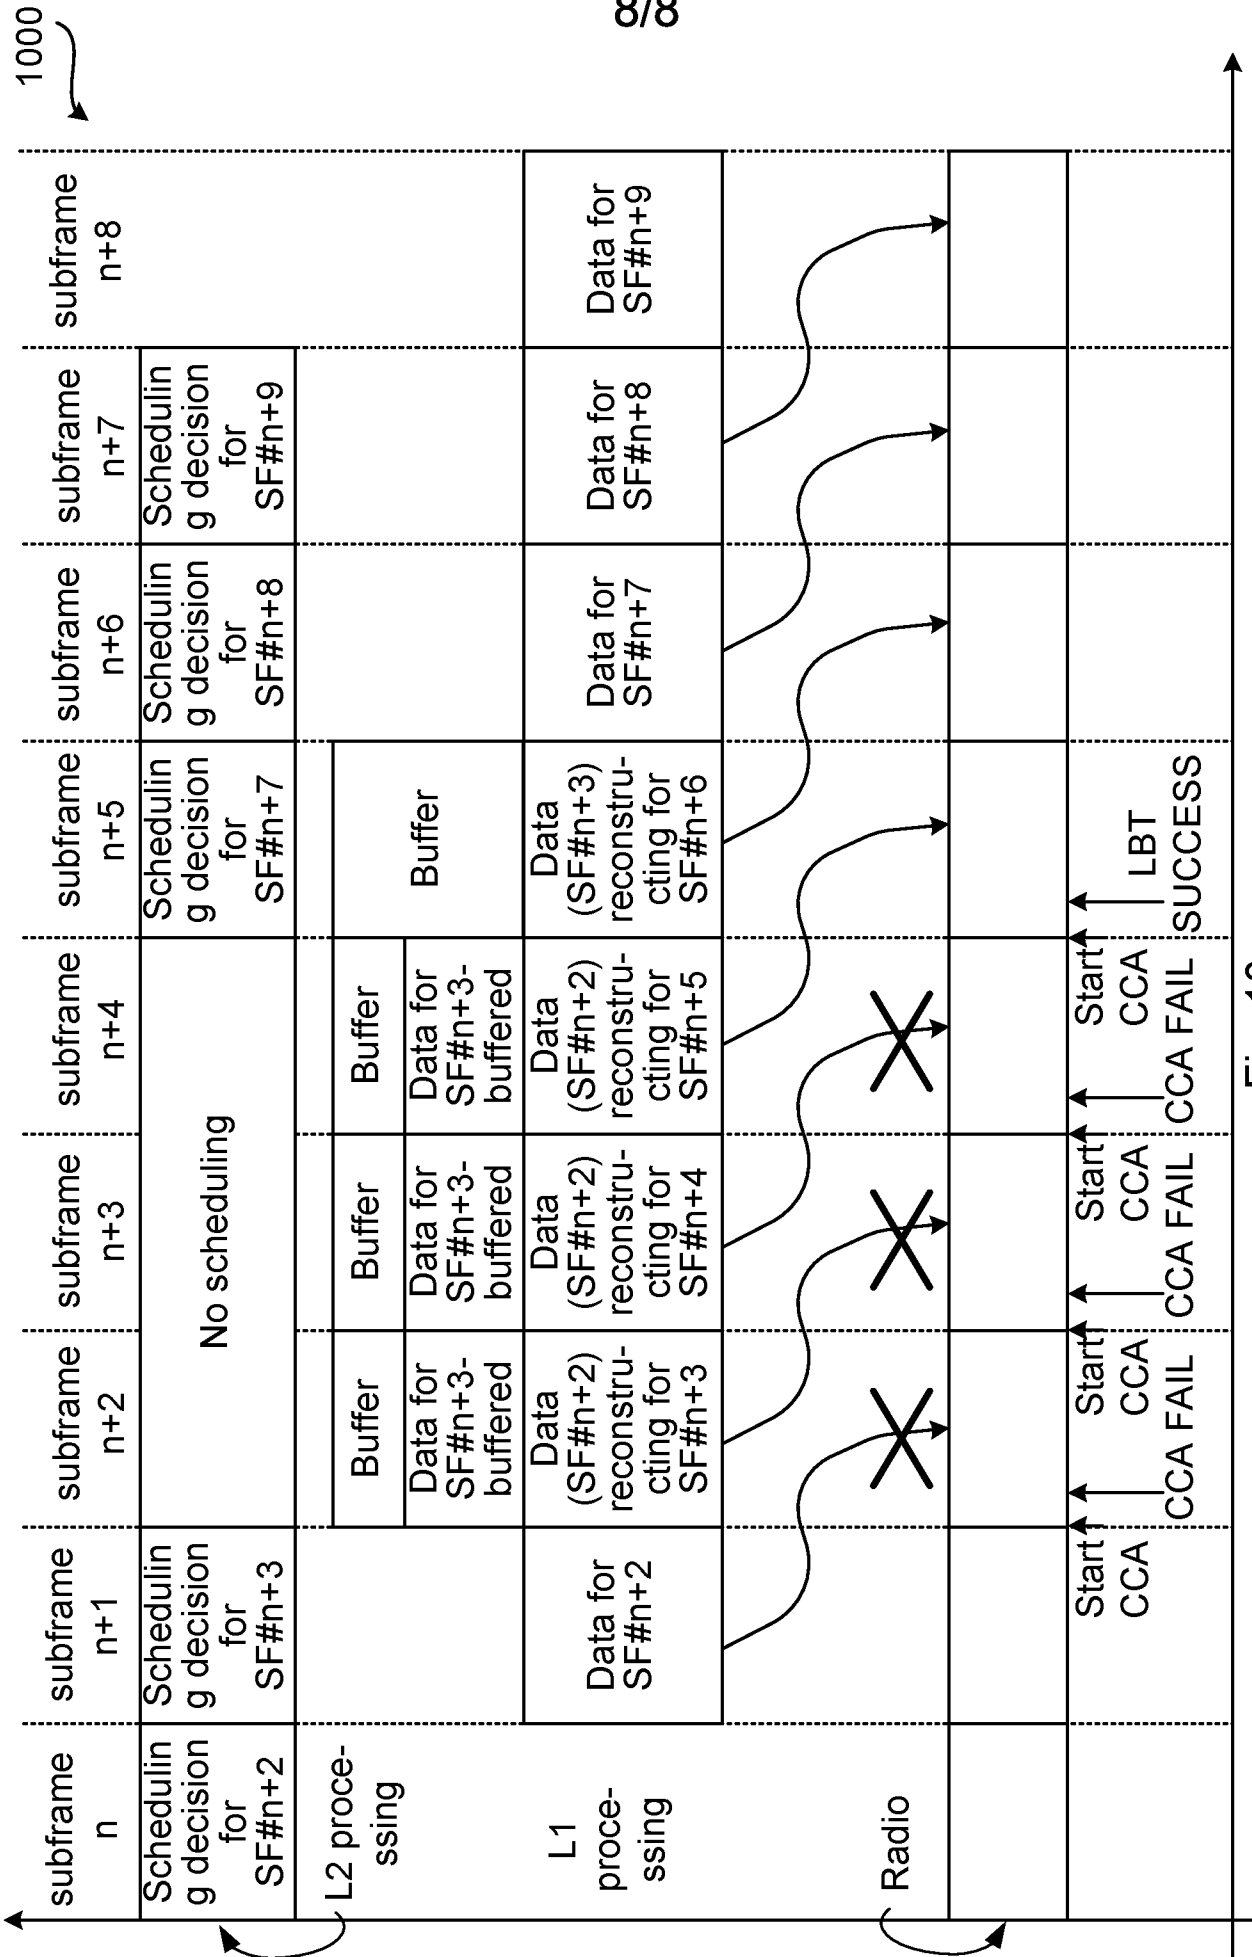 8/8
1000
subframe
n
subframe
n+1
subframe
n+2
subframe
n+3
subframe
n+4
subframe
n+5
subframe
n+6
subframe
n+7
subframe
n+8
Schedulin
g decision
for
SF#n+2
Schedulin
g decision
for
SF#n+3
No scheduling
Schedulin
g decision
for
SF#n+7
Schedulin
g decision
for
SF#n+8
Schedulin
g decision
for
SF#n+9
L2 proce-
ssing
Buffer
Buffer
Buffer
Buffer
Data for
SF#n+3-
buffered
Data for
SF#n+3-
buffered
Data for
SF#n+3-
buffered
L1
proce-
ssing
Data for
SF#n+2
Data
(SF#n+2)
reconstru-
cting for
SF#n+3
Data
(SF#n+2)
reconstru-
cting for
SF#n+4
Data
(SF#n+2)
reconstru-
cting for
SF#n+5
Data
(SF#n+3)
reconstru-
cting for
SF#n+6
Data for
SF#n+7
Data for
SF#n+8
Data for
SF#n+9
Radio
Start
CCA
CCA FAIL
Start
CCA
CCA FAIL
Start
CCA
CCA FAIL
Start
CCA
LBT
SUCCESS